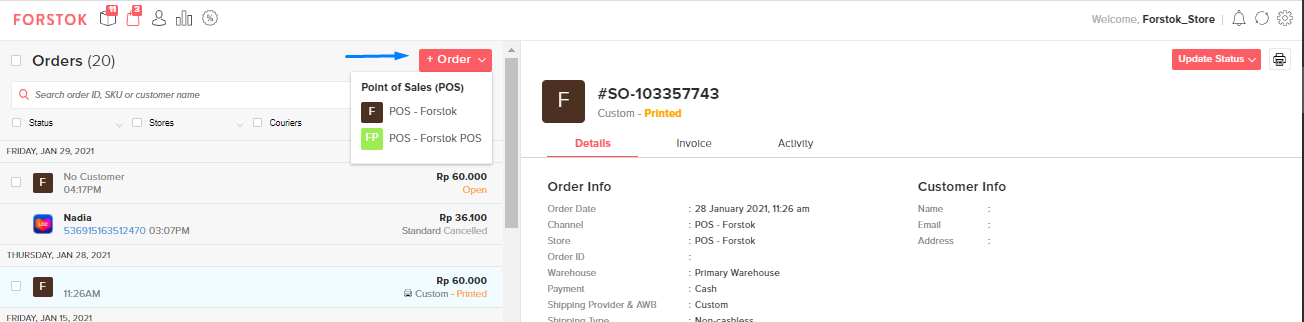 FORSTOK 11 3 Welcome, Forstok_Store
Orders (20) + Order
Search order ID, SKU or customer name
Status Stores Couriers
Point of Sales (POS)
F POS - Forstok
FP POS - Forstok POS
FRIDAY, JAN 29, 2021
F No Customer Rp 60.000
04:17PM Open
Nadia Rp 36.100
536915163512470 03:07PM Standard Cancelled
THURSDAY, JAN 28, 2021
F Rp 60.000
11:26AM Custom - Printed
FRIDAY, JAN 15, 2021
Update Status
F #SO-103357743
Custom - Printed
Details Invoice Activity
Order Info
Order Date : 28 January 2021, 11:26 am
Channel : POS - Forstok
Store : POS - Forstok
Order ID :
Warehouse : Primary Warehouse
Payment : Cash
Shipping Provider & AWB : Custom
Shipping Type : Non-cashless
Customer Info
Name :
Email :
Address :